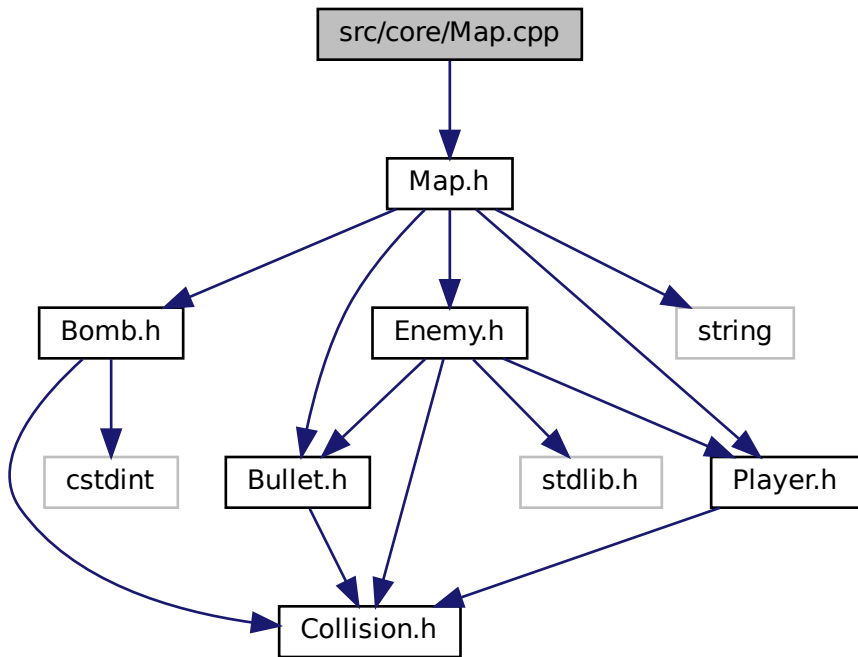 src/core/Map.cpp
Map.h
Bomb.h
Enemy.h
string
cstdint
Bullet.h
stdlib.h
Player.h
Collision.h